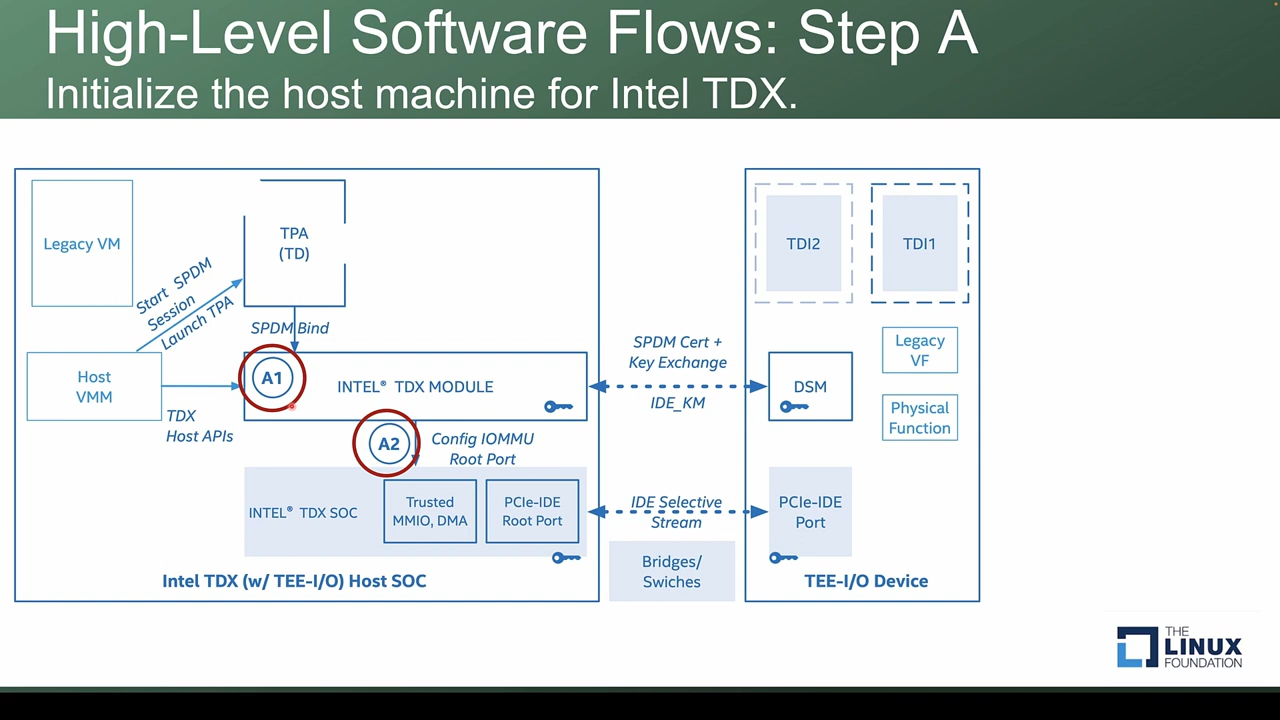 High-Level Software Flows: Step A
Initialize the host machine for Intel TDX.
Legacy VM
TPA
(TD)
Start SPDM
Session
Launch TPA
SPDM Bind
Host
VMM
TDX
Host APIs
A1
INTEL® TDX MODULE
A2
Config IOMMU
Root Port
INTEL® TDX SOC
Trusted
MMIO, DMA
PCIe-IDE
Root Port
Intel TDX (w/ TEE-I/O) Host SOC
SPDM Cert +
Key Exchange
IDE_KM
IDE Selective
Stream
Bridges/
Swiches
TDI2
TDI1
Legacy
VF
DSM
Physical
Function
PCIe-IDE
Port
TEE-I/O Device
THE
LINUX
FOUNDATION